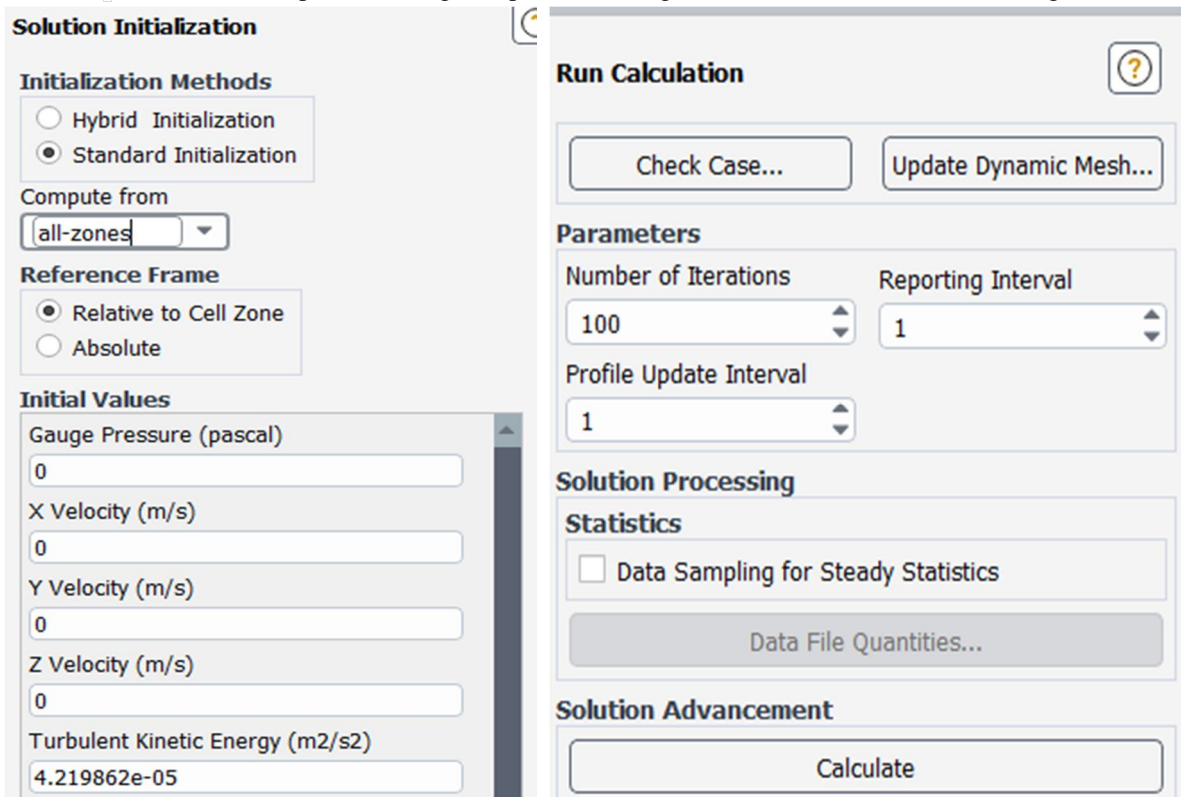 Solution Initialization
Initialization Methods
Hybrid Initialization
Standard Initialization
Compute from
all-zones
Reference Frame
Relative to Cell Zone
Absolute
Initial Values
Gauge Pressure (pascal)
0
X Velocity (m/s)
0
Y Velocity (m/s)
0
Z Velocity (m/s)
0
Turbulent Kinetic Energy (m2/s2)
4.219862e-05
Run Calculation
?
Check Case... Update Dynamic Mesh...
Parameters
Number of Iterations Reporting Interval
100 1
Profile Update Interval
1
Solution Processing
Statistics
Data Sampling for Steady Statistics
Data File Quantities...
Solution Advancement
Calculate